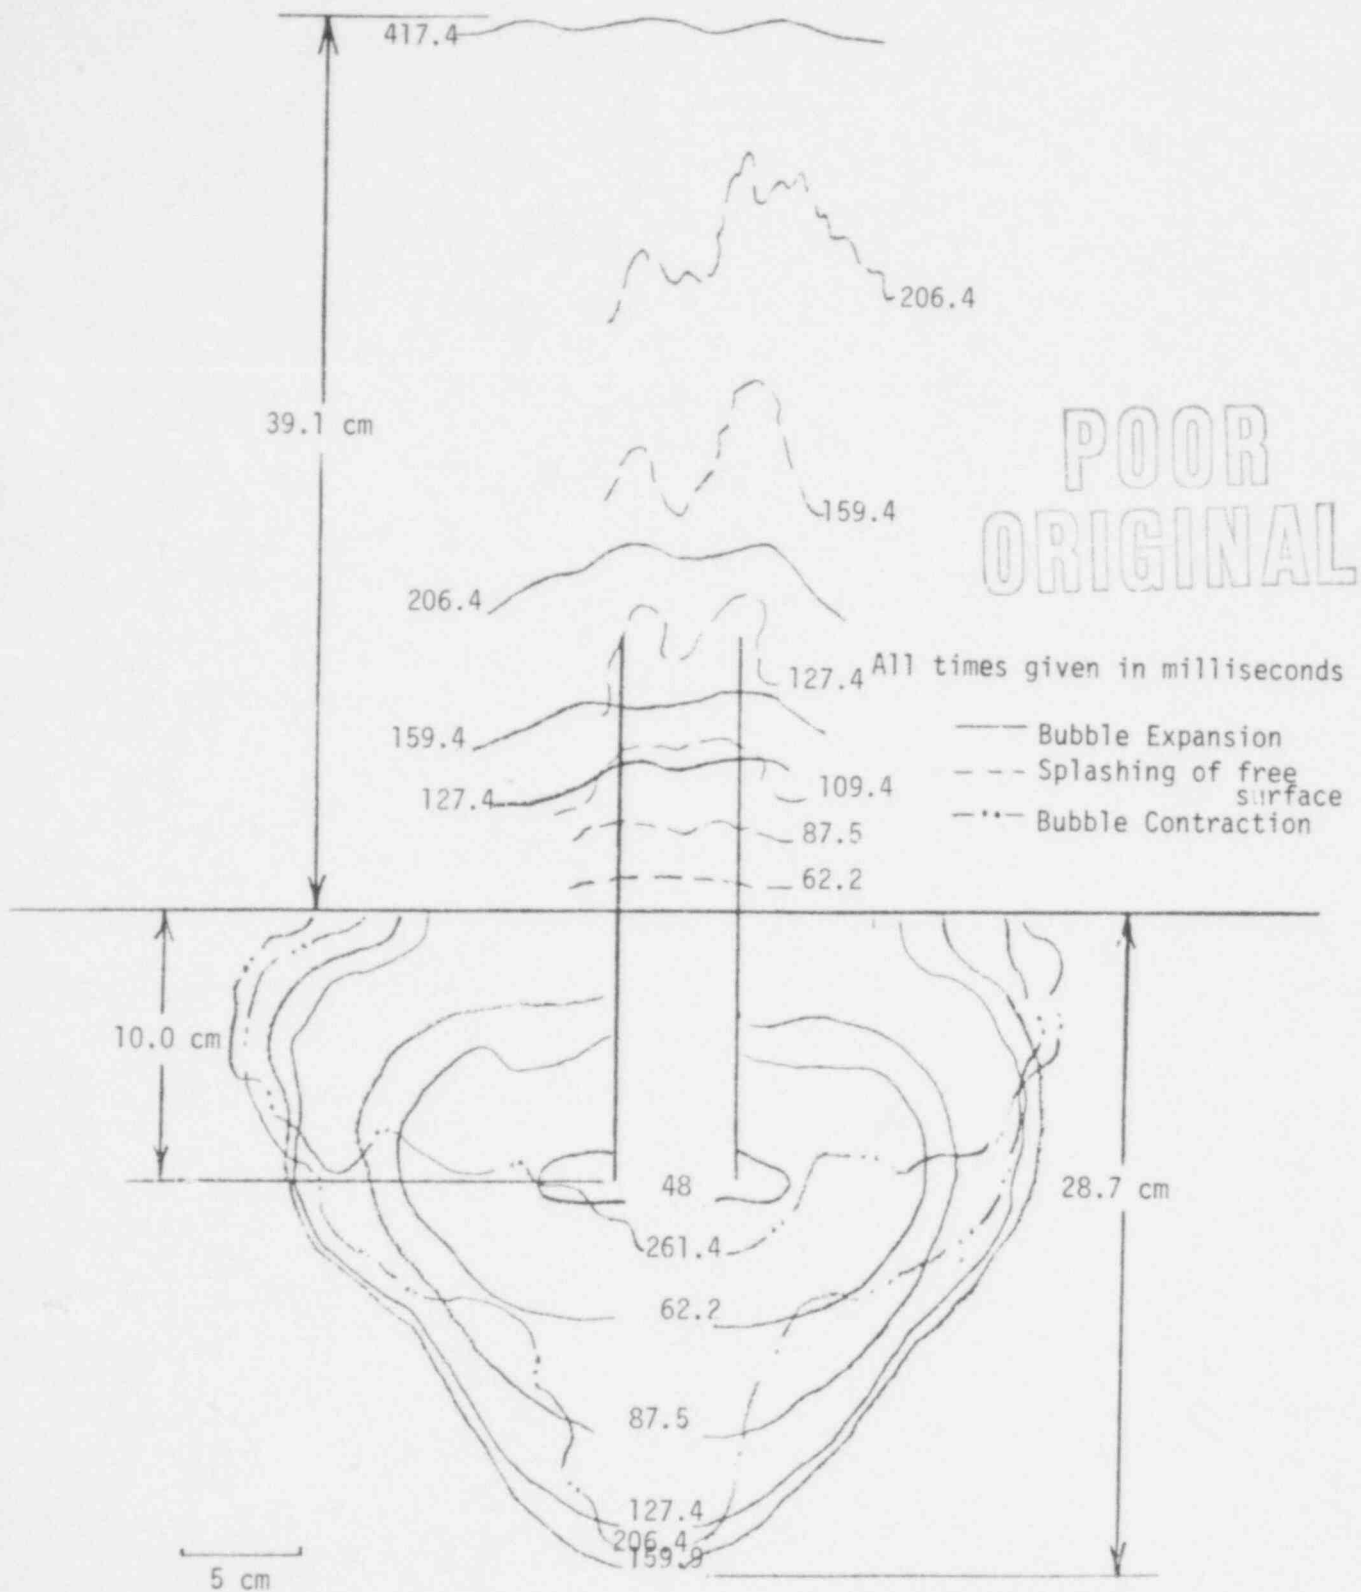 417.4
206.4
39.1 cm
POOR
ORIGINAL
159.4
206.4
127.4
All times given in milliseconds
159.4
Bubble Expansion
Splashing of free
surface
127.4
109.4
Bubble Contraction
87.5
62.2
10.0 cm
48
28.7 cm
261.4
62.2
87.5
127.4
206.4
159.9
5 cm